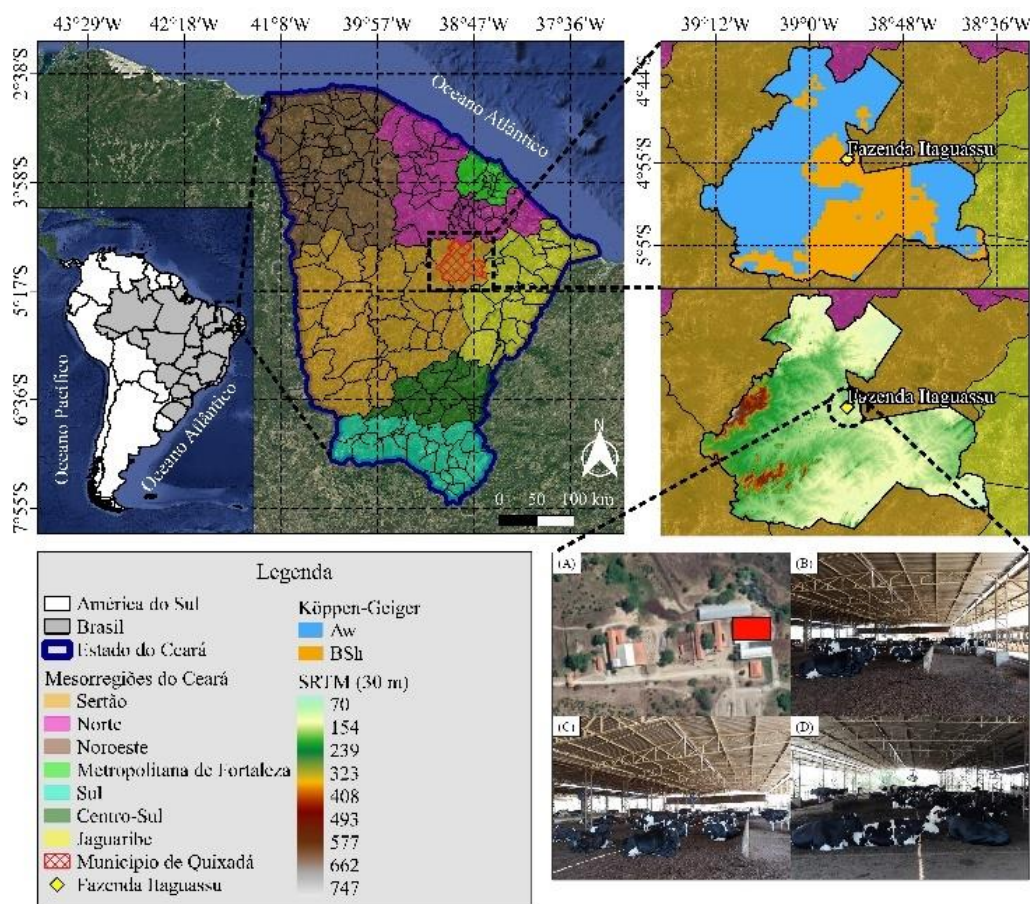 43°29'S 42°18'S 41°8'S 39°57'S 38°47'S 37°36'S
2°38'S
3°58'S
5°17'S
6°36'S
7°55'S
Oceano Atlântico
Oceano Pacífico
Oceano Atlântico
N
0 50 100 km
39°12'S 39°0'S 38°48'S 38°36'S
4°44'S
4°55'S
5°55'S
Fazenda Itaguassu
Fazenda Itaguassu
Legenda
América do Sul
Brasil
Estado do Ceará
Mesorregiões do Ceará
Sertão
Norte
Noroeste
Metropolitana de Fortaleza
Sul
Centro-Sul
Jaguaribe
Município de Quixadá
Fazenda Itaguassu
Köppen-Geiger
Aw
BSh
SRTM (30 m)
70
154
239
323
408
493
577
662
747
(A)
(B)
(C)
(D)